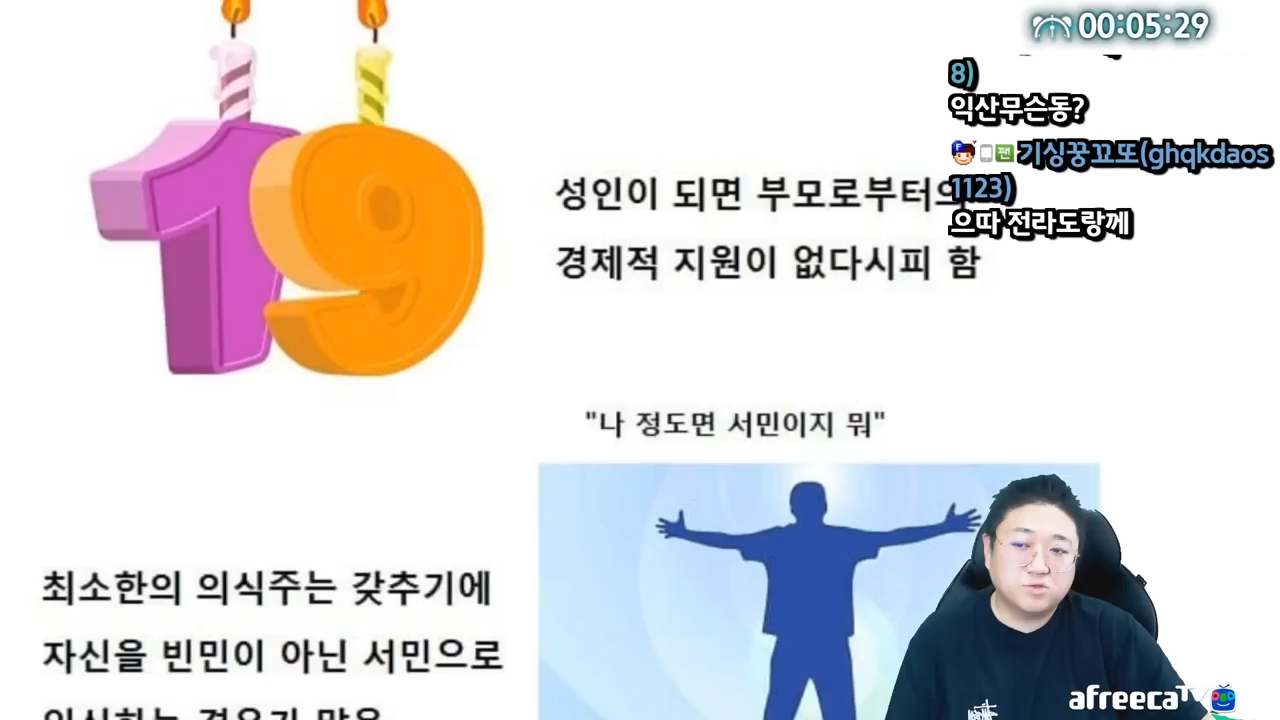 00:05:29
8)
익산무슨동?
기싱꿍꾜또(ghqkdaos
1123)
으따 전라도랑께
19
성인이 되면 부모로부터의
경제적 지원이 없다시피 함
"나 정도면 서민이지 뭐"
최소한의 의식주는 갖추기에
자신을 빈민이 아닌 서민으로
afreecaTV